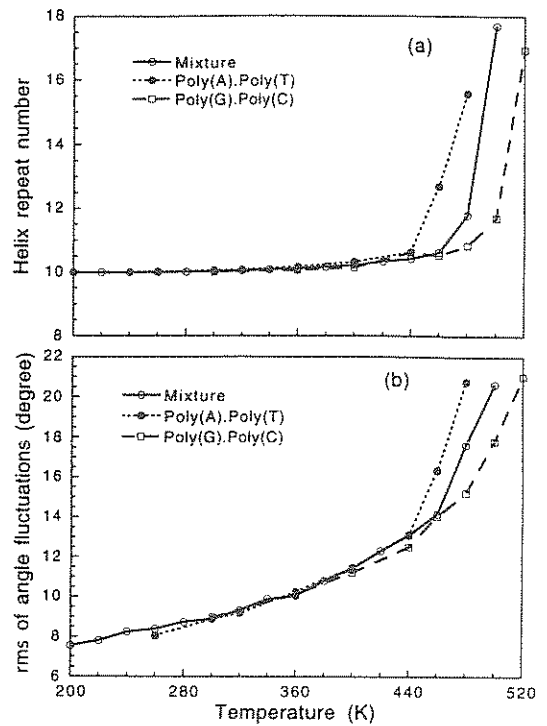 18
(a)
Mixture
Poly(A).Poly(T)
Poly(G).Poly(C)
16
14
12
10
8
Helix repeat number
22
(b)
20
Mixture
Poly(A).Poly(T)
18
Poly(G).Poly(C)
16
14
12
10
8
6
rms of angle fluctuations (degree)
200 280 360 440 520
Temperature (K)